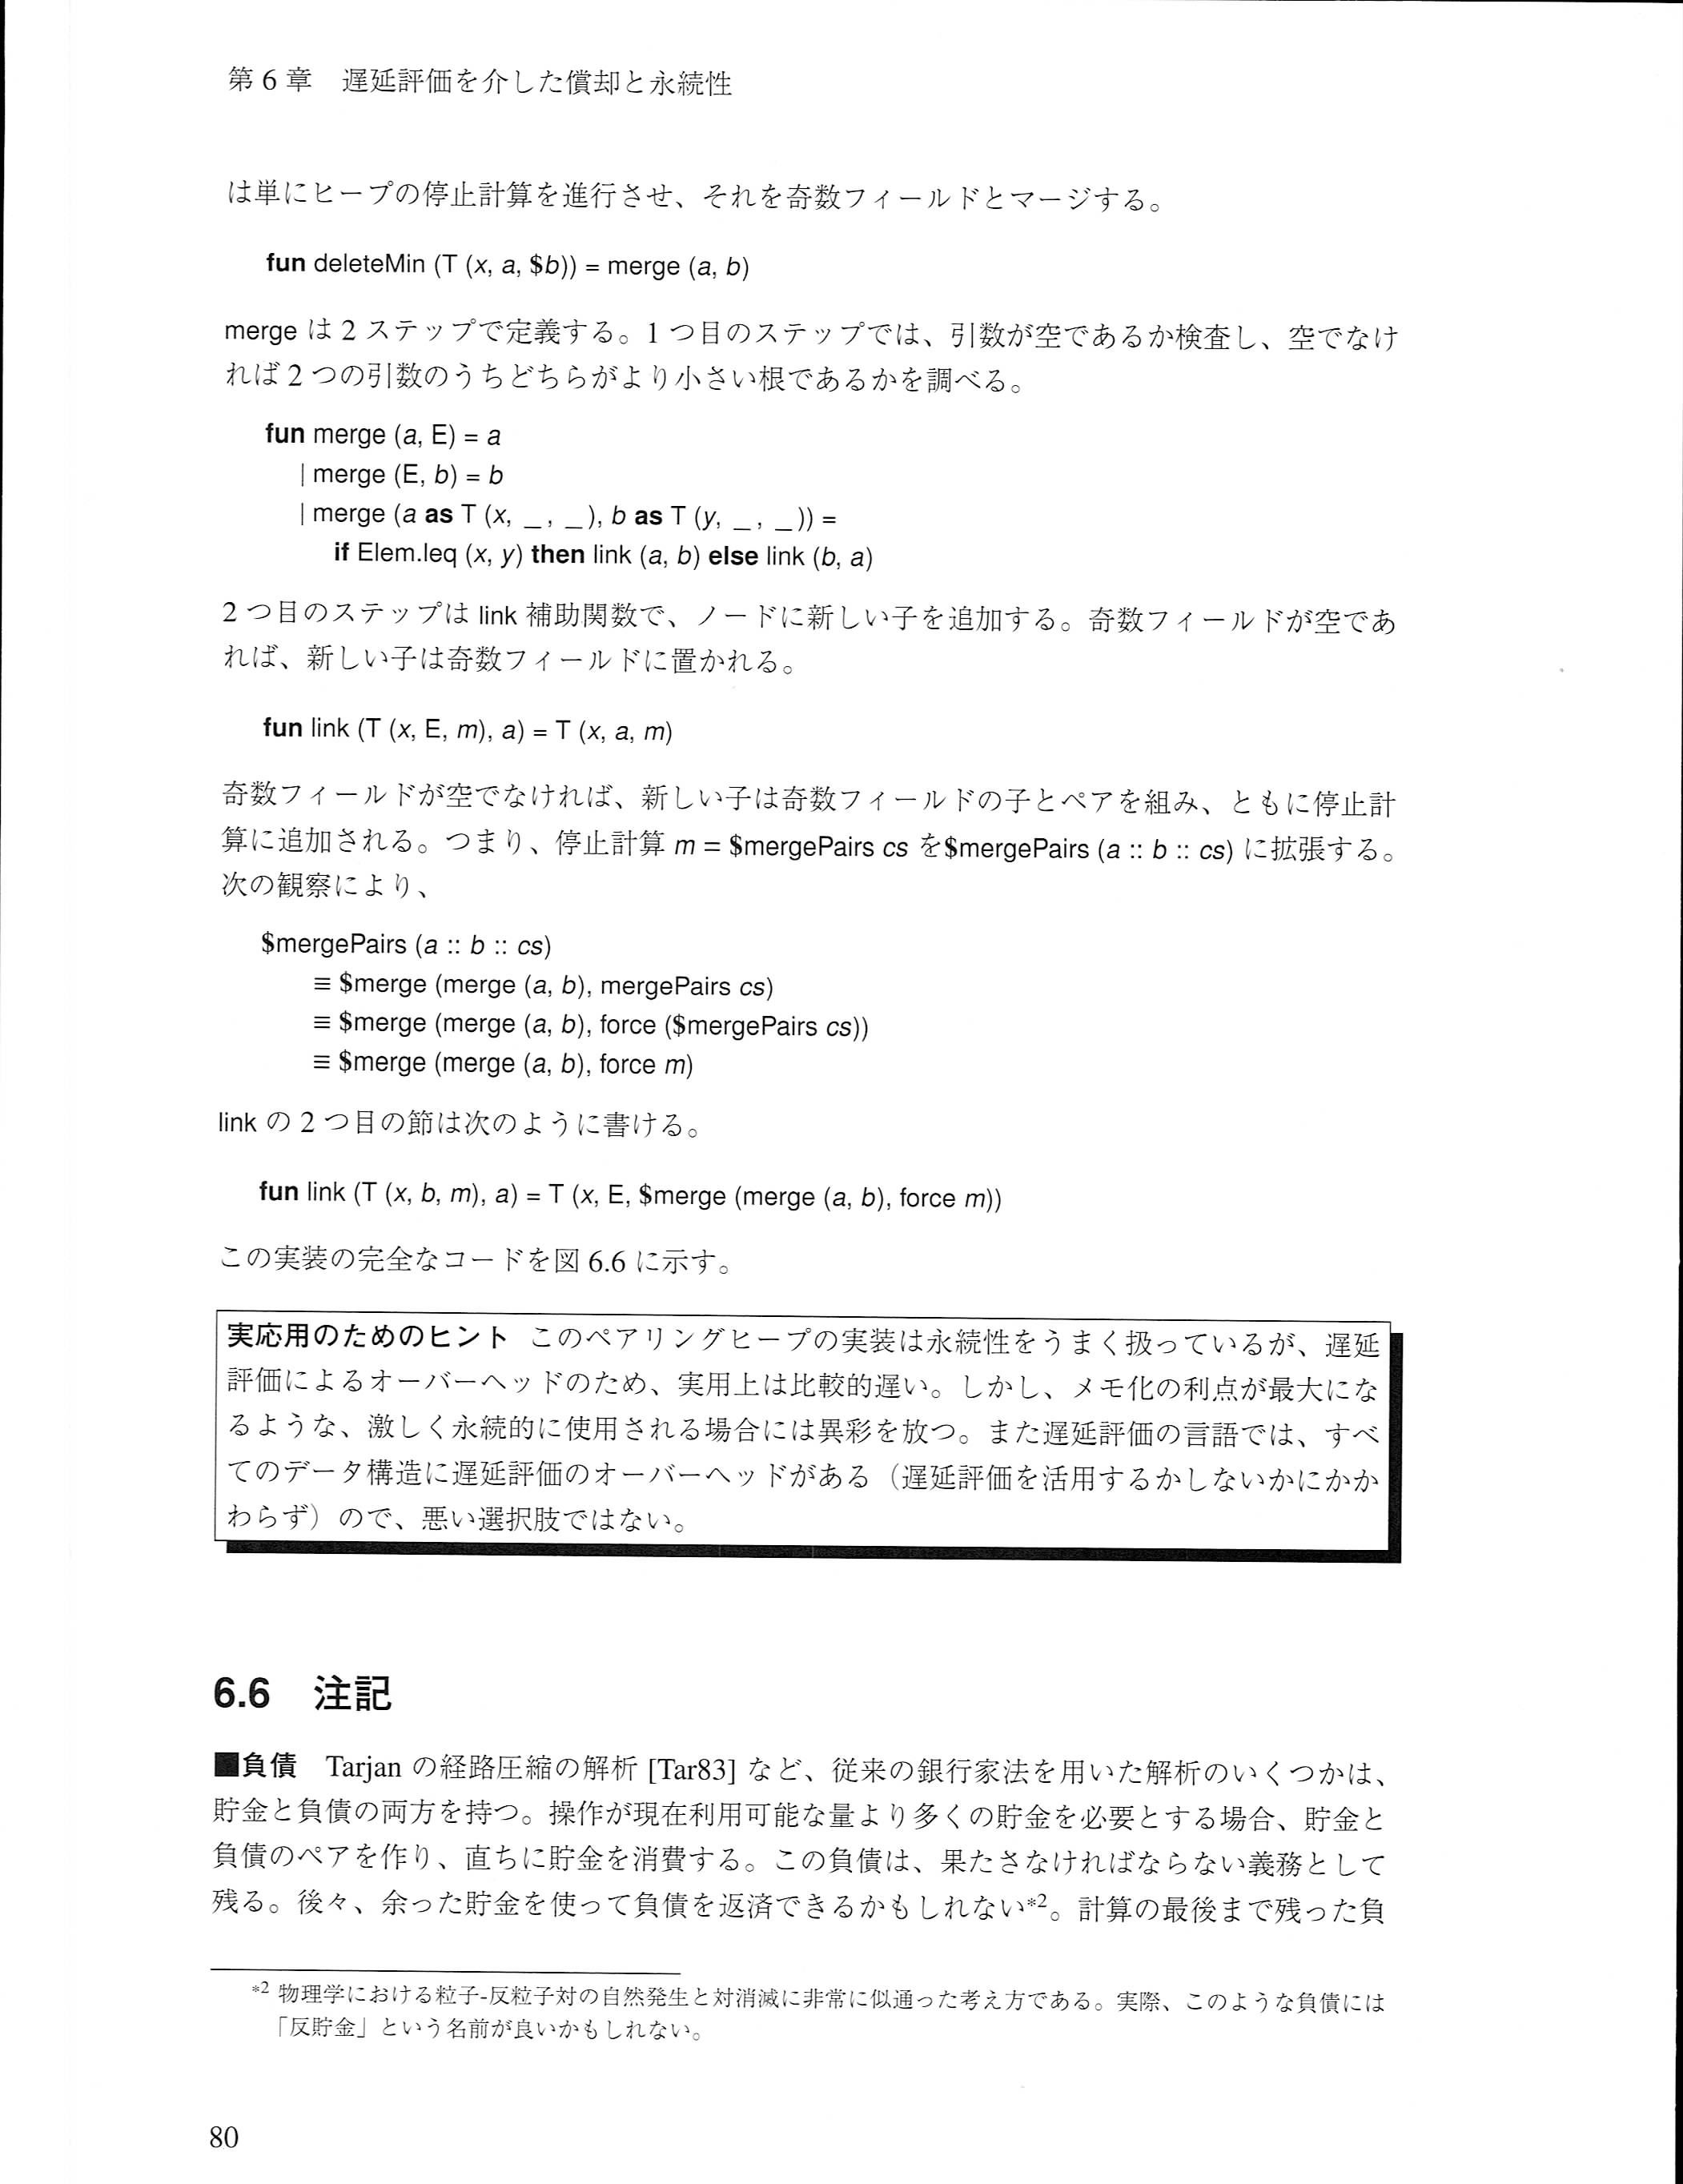 第 6 章　遅延評価を介した償却と永続性
は単にヒープの停止計算を進行させ、それを奇数フィールドとマージする。
fun deleteMin (T (x, a, $b)) = merge (a, b)
merge は 2 ステップで定義する。1 つ目のステップでは、引数が空であるか検査し、空でなけ
れば 2 つの引数のうちどちらがより小さい根であるかを調べる。
fun merge (a, E) = a
| merge (E, b) = b
| merge (a as T (x, _ , _ ), b as T (y, _ , _ )) =
if Elem.leq (x, y) then link (a, b) else link (b, a)
2 つ目のステップは link 補助関数で、ノードに新しい子を追加する。奇数フィールドが空であ
れば、新しい子は奇数フィールドに置かれる。
fun link (T (x, E, m), a) = T (x, a, m)
奇数フィールドが空でなければ、新しい子は奇数フィールドの子とペアを組み、ともに停止計
算に追加される。つまり、停止計算 m = $mergePairs cs を$mergePairs (a :: b :: cs) に拡張する。
次の観察により、
$mergePairs (a :: b :: cs)
≡ $merge (merge (a, b), mergePairs cs)
≡ $merge (merge (a, b), force ($mergePairs cs))
≡ $merge (merge (a, b), force m)
link の 2 つ目の節は次のように書ける。
fun link (T (x, b, m), a) = T (x, E, $merge (merge (a, b), force m))
この実装の完全なコードを図 6.6 に示す。
実応用のためのヒント　このペアリングヒープの実装は永続性をうまく扱っているが、遅延
評価によるオーバーヘッドのため、実用上は比較的遅い。しかし、メモ化の利点が最大にな
るような、激しく永続的に使用される場合には異彩を放つ。また遅延評価の言語では、すべ
てのデータ構造に遅延評価のオーバーヘッドがある（遅延評価を活用するかしないかにかか
わらず）ので、悪い選択肢ではない。
6.6　注記
■負債　Tarjan の経路圧縮の解析 [Tar83] など、従来の銀行家法を用いた解析のいくつかは、
貯金と負債の両方を持つ。操作が現在利用可能な量より多くの貯金を必要とする場合、貯金と
負債のペアを作り、直ちに貯金を消費する。この負債は、果たさなければならない義務として
残る。後々、余った貯金を使って負債を返済できるかもしれない*2。計算の最後まで残った負
*2 物理学における粒子-反粒子対の自然発生と対消滅に非常に似通った考え方である。実際、このような負債には
「反貯金」という名前が良いかもしれない。
80